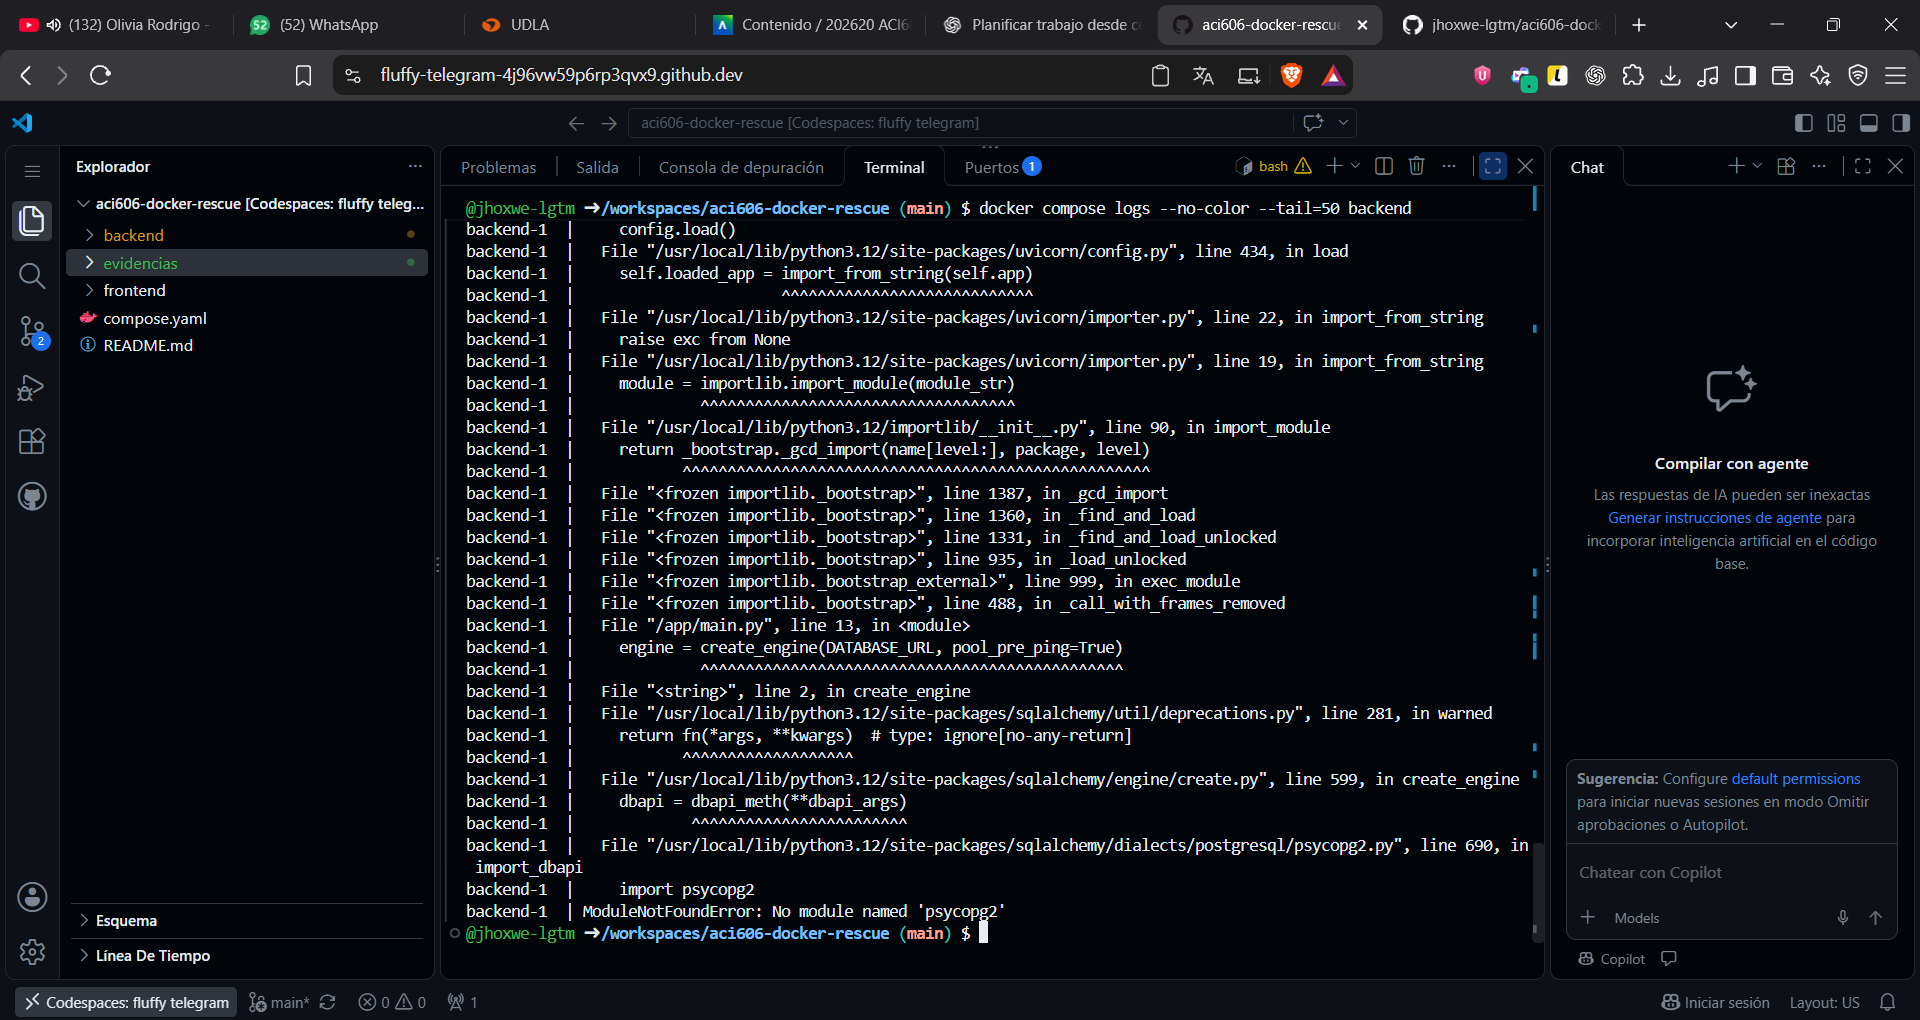 (132) Olivia Rodrigo -
52 (52) WhatsApp
UDLA
Contenido / 202620 ACI6
Planificar trabajo desde c
aci606-docker-rescue
jhoxwe-lgtm/aci606-dock
fluffy-telegram-4j96vw59p6rp3qvx9.github.dev
aci606-docker-rescue [Codespaces: fluffy telegram]
Explorador
aci606-docker-rescue [Codespaces: fluffy teleg...
backend
evidencias
frontend
compose.yaml
README.md
2
Esquema
Línea De Tiempo
Problemas
Salida
Consola de depuración
Terminal
Puertos 1
bash
@jhoxwe-lgtm ➜/workspaces/aci606-docker-rescue (main) $ docker compose logs --no-color --tail=50 backend
backend-1  |     config.load()
backend-1  |   File "/usr/local/lib/python3.12/site-packages/uvicorn/config.py", line 434, in load
backend-1  |     self.loaded_app = import_from_string(self.app)
backend-1  |                       ^^^^^^^^^^^^^^^^^^^^^^^^^^^^
backend-1  |   File "/usr/local/lib/python3.12/site-packages/uvicorn/importer.py", line 22, in import_from_string
backend-1  |     raise exc from None
backend-1  |   File "/usr/local/lib/python3.12/site-packages/uvicorn/importer.py", line 19, in import_from_string
backend-1  |     module = importlib.import_module(module_str)
backend-1  |              ^^^^^^^^^^^^^^^^^^^^^^^^^^^^^^^^^^^
backend-1  |   File "/usr/local/lib/python3.12/importlib/__init__.py", line 90, in import_module
backend-1  |     return _bootstrap._gcd_import(name[level:], package, level)
backend-1  |            ^^^^^^^^^^^^^^^^^^^^^^^^^^^^^^^^^^^^^^^^^^^^^^^^^^^^
backend-1  |   File "<frozen importlib._bootstrap>", line 1387, in _gcd_import
backend-1  |   File "<frozen importlib._bootstrap>", line 1360, in _find_and_load
backend-1  |   File "<frozen importlib._bootstrap>", line 1331, in _find_and_load_unlocked
backend-1  |   File "<frozen importlib._bootstrap>", line 935, in _load_unlocked
backend-1  |   File "<frozen importlib._bootstrap_external>", line 999, in exec_module
backend-1  |   File "<frozen importlib._bootstrap>", line 488, in _call_with_frames_removed
backend-1  |   File "/app/main.py", line 13, in <module>
backend-1  |     engine = create_engine(DATABASE_URL, pool_pre_ping=True)
backend-1  |              ^^^^^^^^^^^^^^^^^^^^^^^^^^^^^^^^^^^^^^^^^^^^^^^
backend-1  |   File "<string>", line 2, in create_engine
backend-1  |   File "/usr/local/lib/python3.12/site-packages/sqlalchemy/util/deprecations.py", line 281, in warned
backend-1  |     return fn(*args, **kwargs)  # type: ignore[no-any-return]
backend-1  |            ^^^^^^^^^^^^^^^^^^^
backend-1  |   File "/usr/local/lib/python3.12/site-packages/sqlalchemy/engine/create.py", line 599, in create_engine
backend-1  |     dbapi = dbapi_meth(**dbapi_args)
backend-1  |             ^^^^^^^^^^^^^^^^^^^^^^^^
backend-1  |   File "/usr/local/lib/python3.12/site-packages/sqlalchemy/dialects/postgresql/psycopg2.py", line 690, in
import_dbapi
backend-1  |     import psycopg2
backend-1  | ModuleNotFoundError: No module named 'psycopg2'
@jhoxwe-lgtm ➜/workspaces/aci606-docker-rescue (main) $
Chat
Compilar con agente
Las respuestas de IA pueden ser inexactas
Generar instrucciones de agente para
incorporar inteligencia artificial en el código
base.
Sugerencia: Configure default permissions
para iniciar nuevas sesiones en modo Omitir
aprobaciones o Autopilot.
Chatear con Copilot
Models
Copilot
Codespaces: fluffy telegram
main*
0
0
1
Iniciar sesión
Layout: US